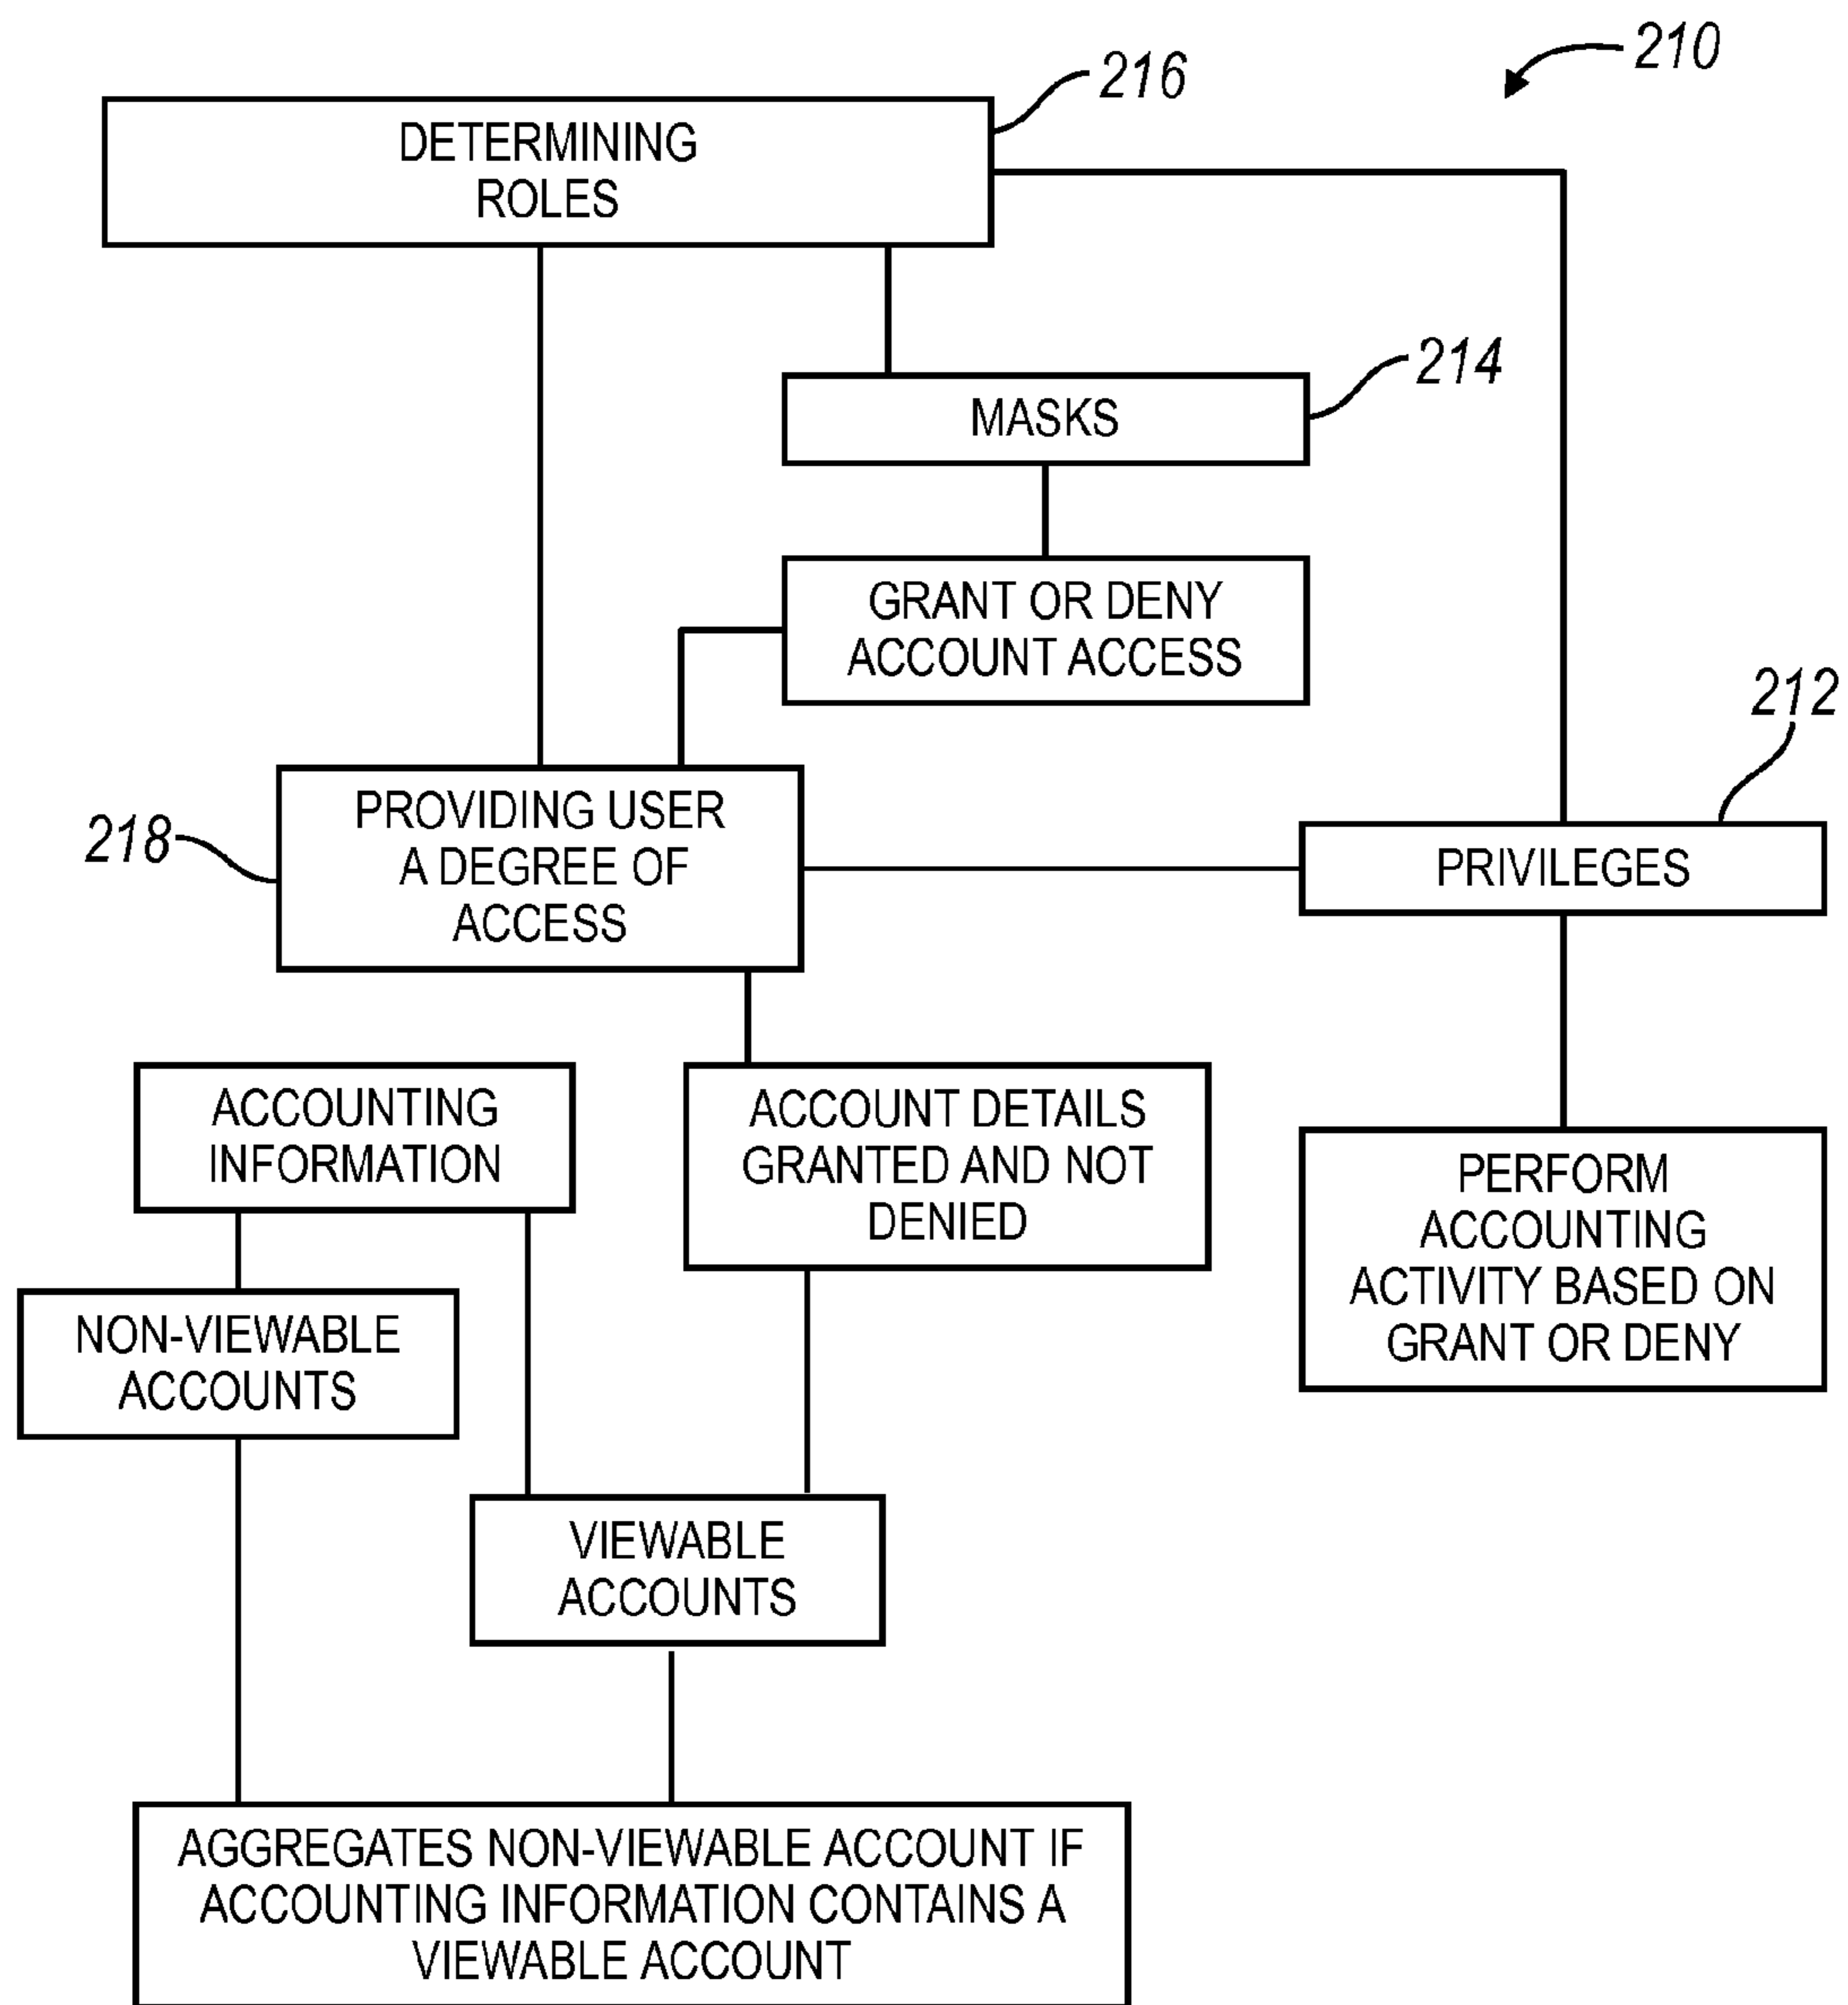 210
216
DETERMINING
ROLES
214
MASKS
GRANT OR DENY
ACCOUNT ACCESS
212
218
PROVIDING USER
A DEGREE OF
ACCESS
PRIVILEGES
ACCOUNTING
INFORMATION
ACCOUNT DETAILS
GRANTED AND NOT
DENIED
PERFORM
ACCOUNTING
ACTIVITY BASED ON
GRANT OR DENY
NON-VIEWABLE
ACCOUNTS
VIEWABLE
ACCOUNTS
AGGREGATES NON-VIEWABLE ACCOUNT IF
ACCOUNTING INFORMATION CONTAINS A
VIEWABLE ACCOUNT